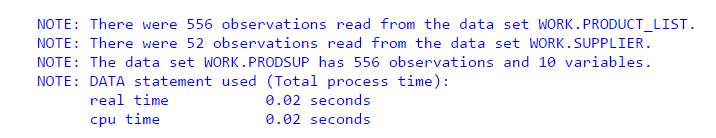 NOTE: There were 556 observations read from the data set WORK.PRODUCT_LIST.
NOTE: There were 52 observations read from the data set WORK.SUPPLIER.
NOTE: The data set WORK.PRODSUP has 556 observations and 10 variables.
NOTE: DATA statement used (Total process time):
real time 0.02 seconds
cpu time 0.02 seconds